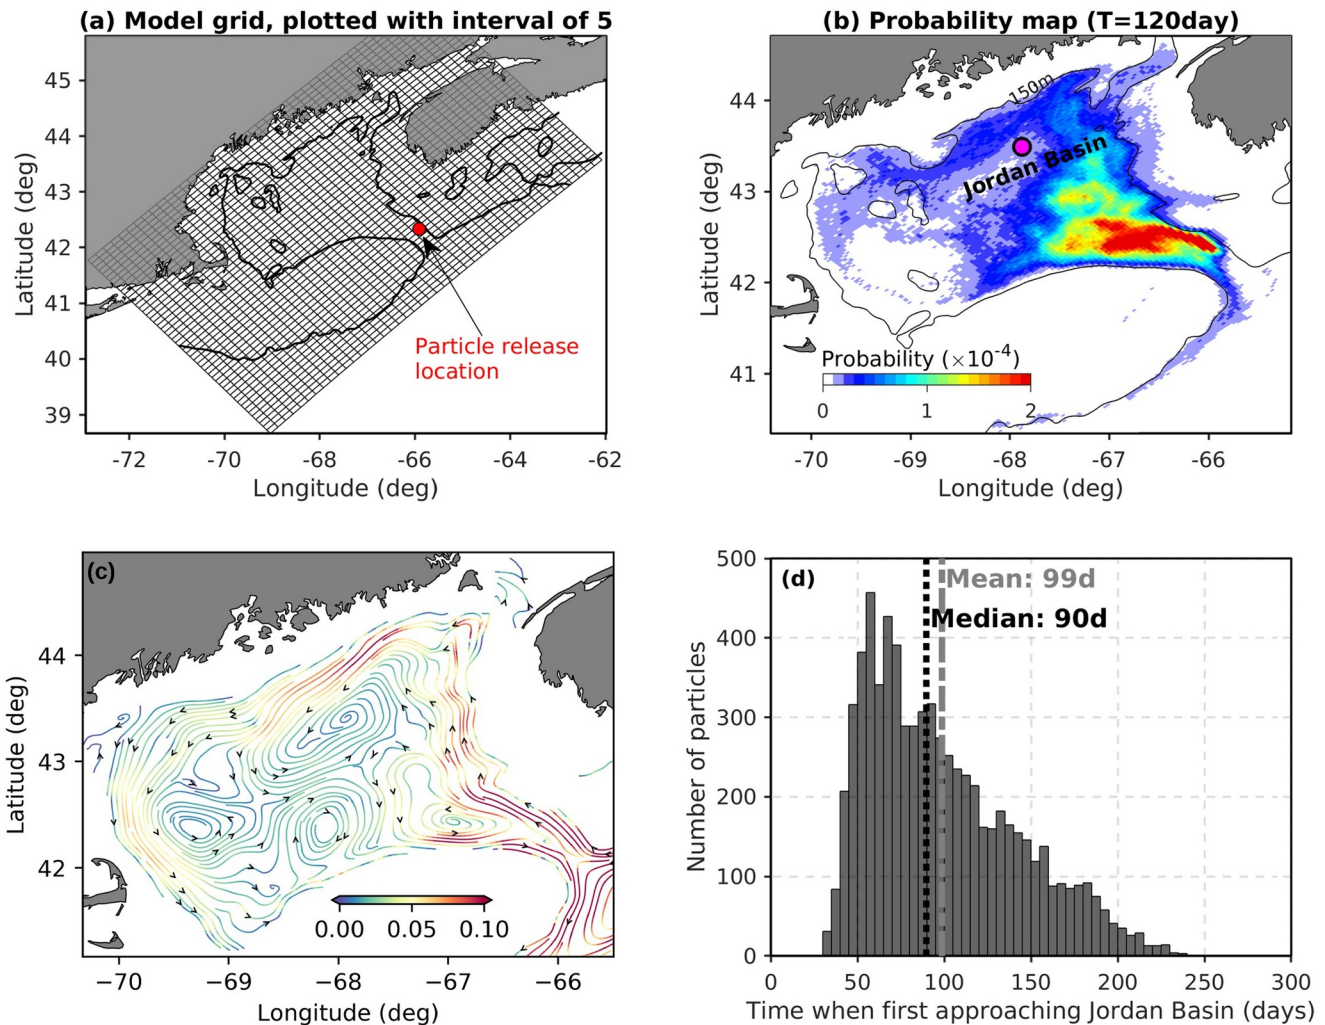 (a) Model grid, plotted with interval of 5
45
44
43
42
41
40
39
Latitude (deg)
Particle release
location
-72 -70 -68 -66 -64 -62
Longitude (deg)
(b) Probability map (T=120day)
44
43
42
41
Latitude (deg)
150m
Jordan Basin
Probability (×10-4)
0 1 2
-70 -69 -68 -67 -66
Longitude (deg)
(c)
44
43
42
Latitude (deg)
0.00 0.05 0.10
−70 −69 −68 −67 −66
Longitude (deg)
(d)
Mean: 99d
Median: 90d
500
400
300
200
100
0
Number of particles
0 50 100 150 200 250 300
Time when first approaching Jordan Basin (days)